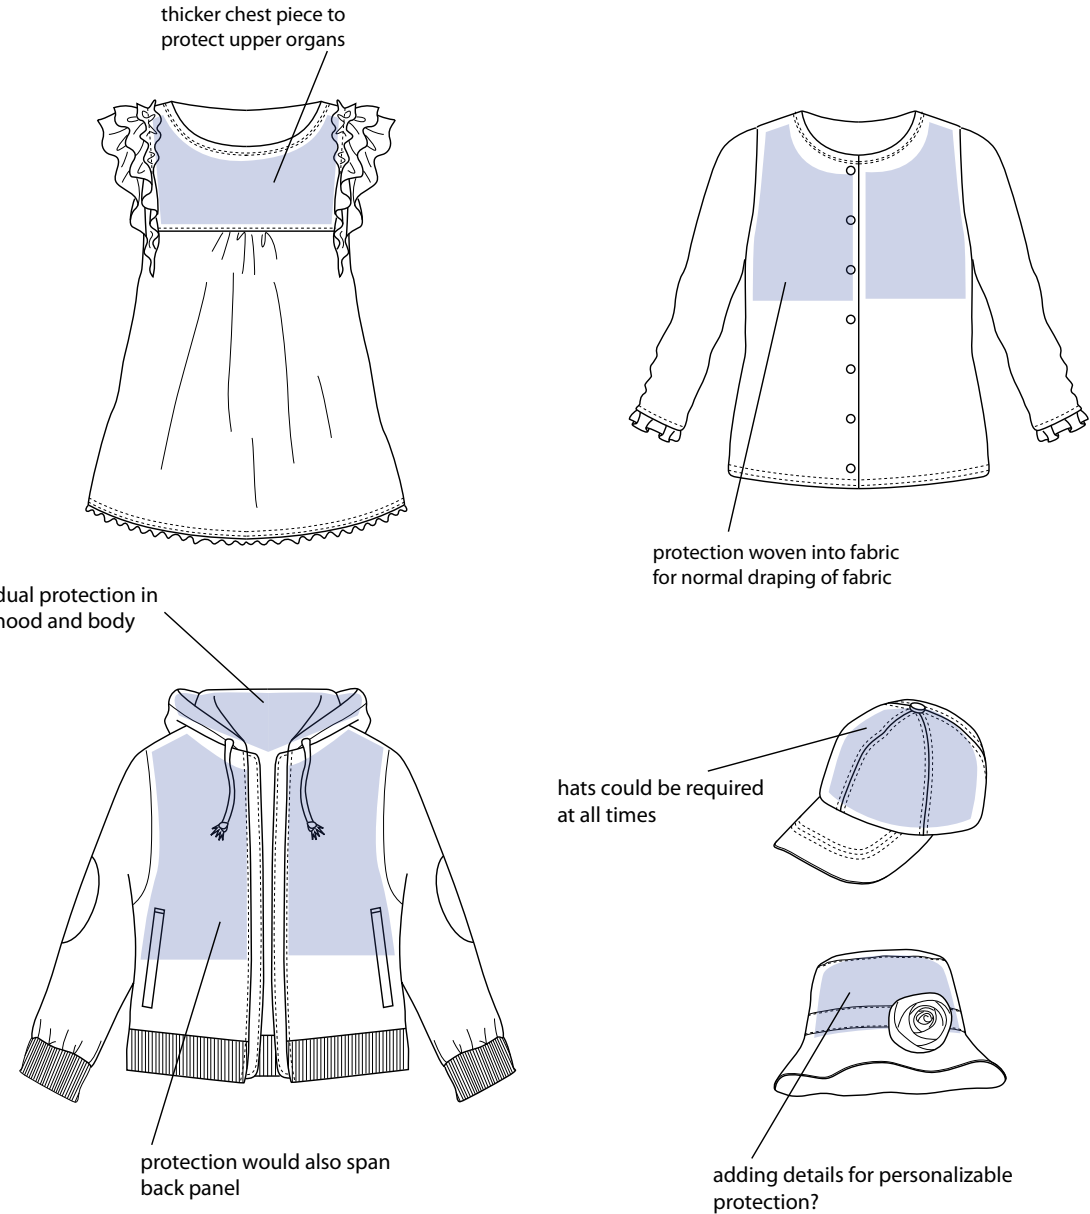 thicker chest piece to
protect upper organs
protection woven into fabric
for normal draping of fabric
dual protection in
hood and body
hats could be required
at all times
protection would also span
back panel
adding details for personalizable
protection?